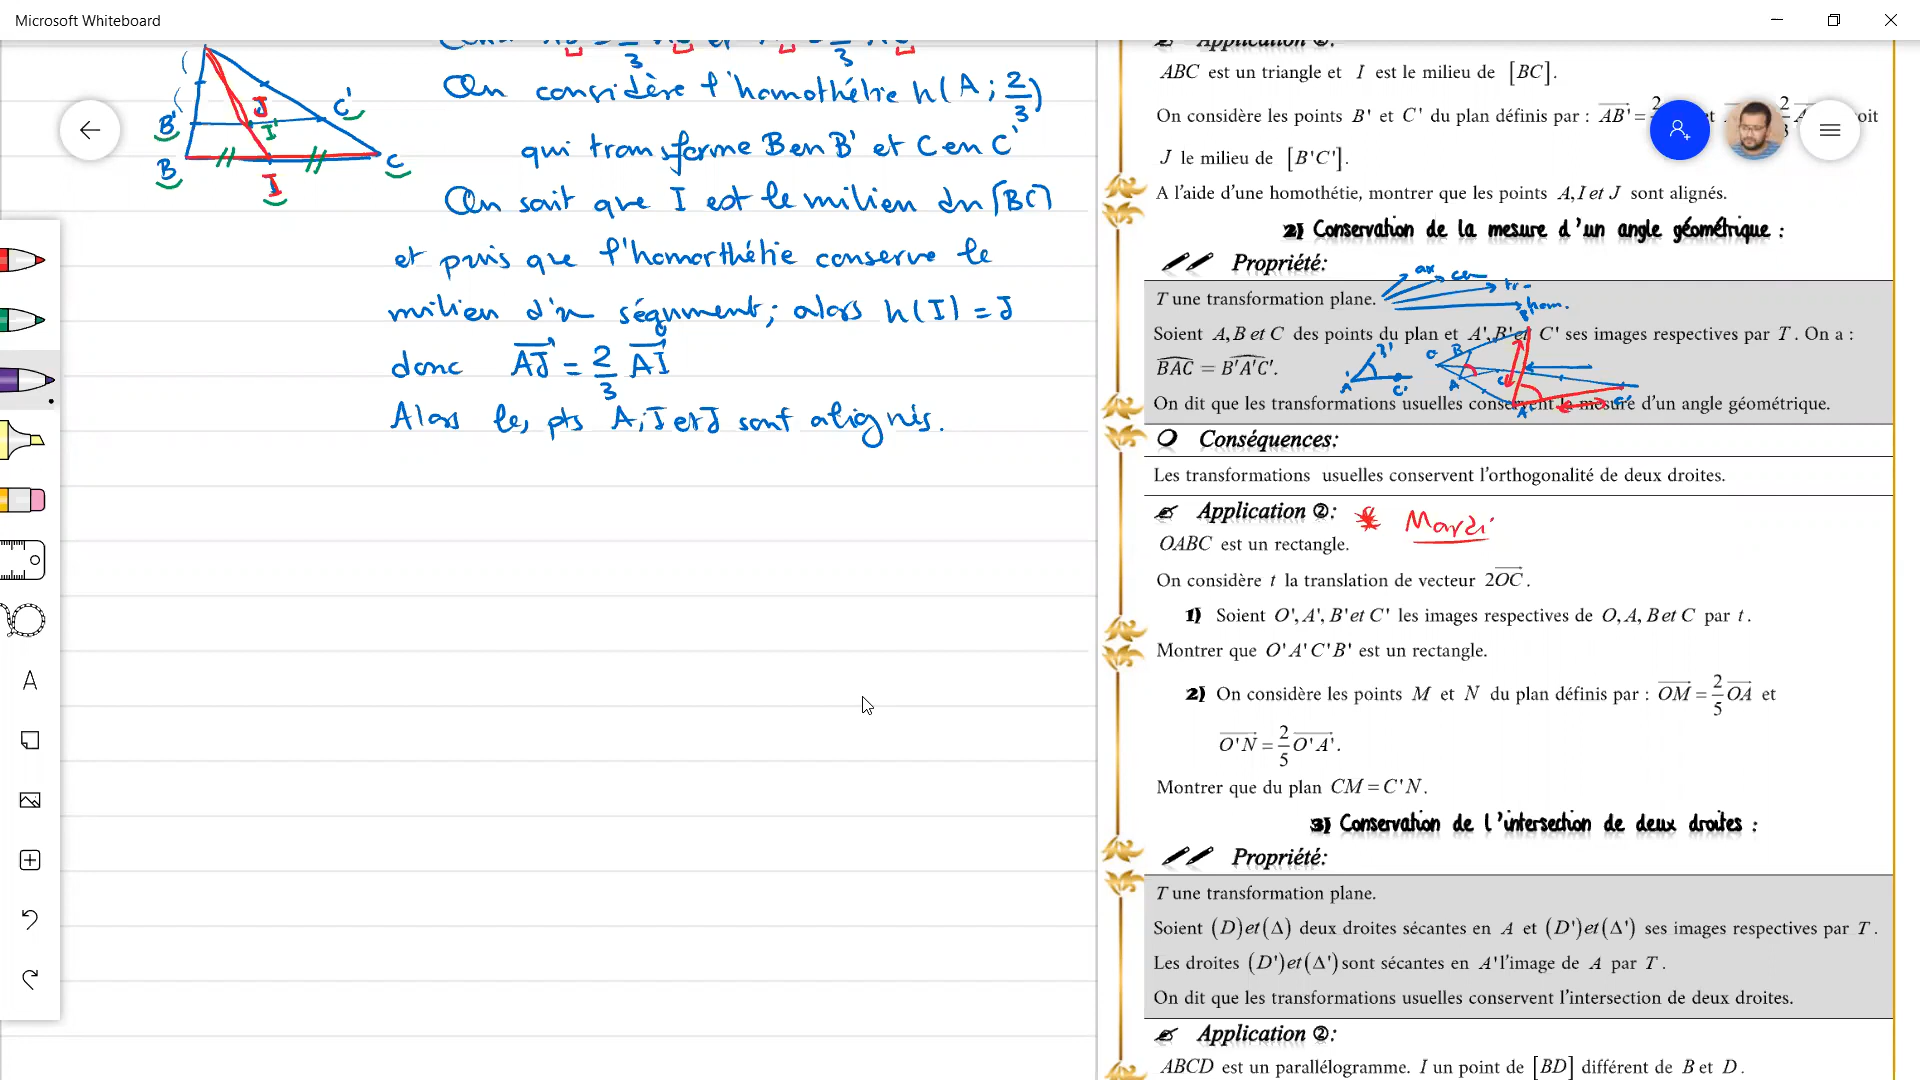 Microsoft Whiteboard
On considère l'homothélie h(A; 2/3)
qui transforme B en B' et C en C'
On sait que I est le milieu du [BC]
et puis que l'homorthélie conserve le
milieu d'un ségment; alors h(I) = J
donc AJ = 2/3 AI
Alors les pts A, I et J sont alignés.
B'
J
I'
C'
B
I
C
Application ①:
ABC est un triangle et I est le milieu de [BC].
On considère les points B' et C' du plan définis par : AB' =
J le milieu de [B'C'].
A l'aide d'une homothétie, montrer que les points A, I et J sont alignés.
2) Conservation de la mesure d'un angle géométrique :
Propriété:
T une transformation plane.
hom.
Soient A, B et C des points du plan et A', B' et C' ses images respectives par T. On a :
BAC = B'A'C'.
On dit que les transformations usuelles conservent la mesure d'un angle géométrique.
Conséquences:
Les transformations usuelles conservent l'orthogonalité de deux droites.
Application ②: * Mardi
OABC est un rectangle.
On considère t la translation de vecteur 2OC.
1) Soient O', A', B' et C' les images respectives de O, A, B et C par t.
Montrer que O'A'C'B' est un rectangle.
2) On considère les points M et N du plan définis par : OM = 2/5 OA et
O'N = 2/5 O'A'.
Montrer que du plan CM = C'N.
3) Conservation de l'intersection de deux droites :
Propriété:
T une transformation plane.
Soient (D) et (Δ) deux droites sécantes en A et (D') et (Δ') ses images respectives par T.
Les droites (D') et (Δ') sont sécantes en A' l'image de A par T.
On dit que les transformations usuelles conservent l'intersection de deux droites.
Application ②:
ABCD est un parallélogramme. I un point de [BD] différent de B et D.